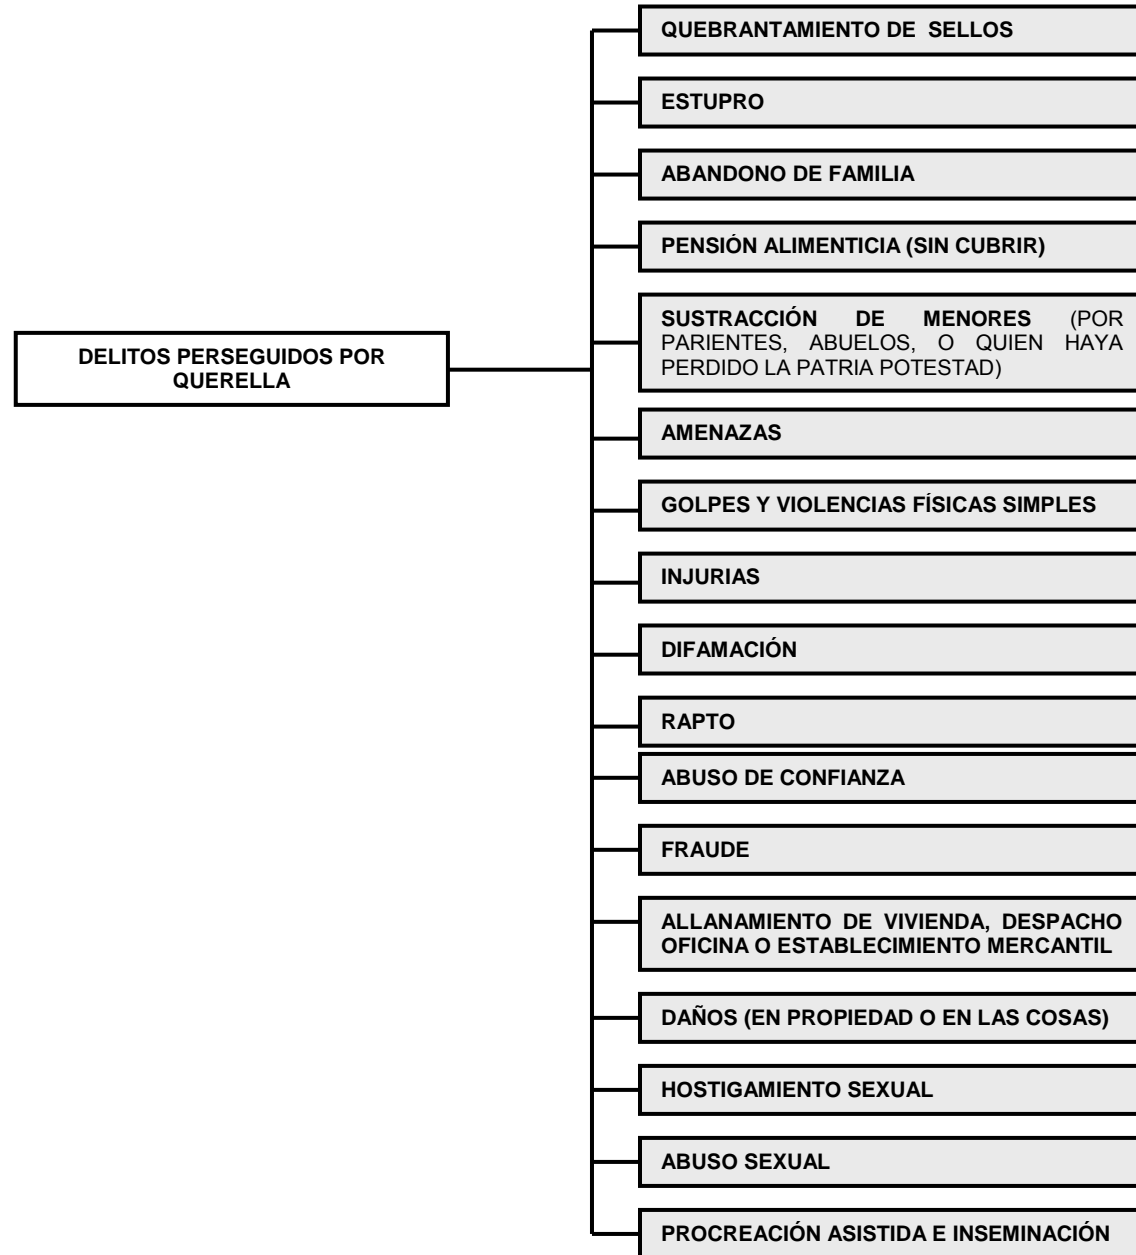 QUEBRANTAMIENTO DE SELLOS
ESTUPRO
ABANDONO DE FAMILIA
PENSIÓN ALIMENTICIA (SIN CUBRIR)
SUSTRACCIÓN DE MENORES (POR
PARIENTES, ABUELOS, O QUIEN HAYA
PERDIDO LA PATRIA POTESTAD)
DELITOS PERSEGUIDOS POR
QUERELLA
AMENAZAS
GOLPES Y VIOLENCIAS FÍSICAS SIMPLES
INJURIAS
DIFAMACIÓN
RAPTO
ABUSO DE CONFIANZA
FRAUDE
ALLANAMIENTO DE VIVIENDA, DESPACHO
OFICINA O ESTABLECIMIENTO MERCANTIL
DAÑOS (EN PROPIEDAD O EN LAS COSAS)
HOSTIGAMIENTO SEXUAL
ABUSO SEXUAL
PROCREACIÓN ASISTIDA E INSEMINACIÓN